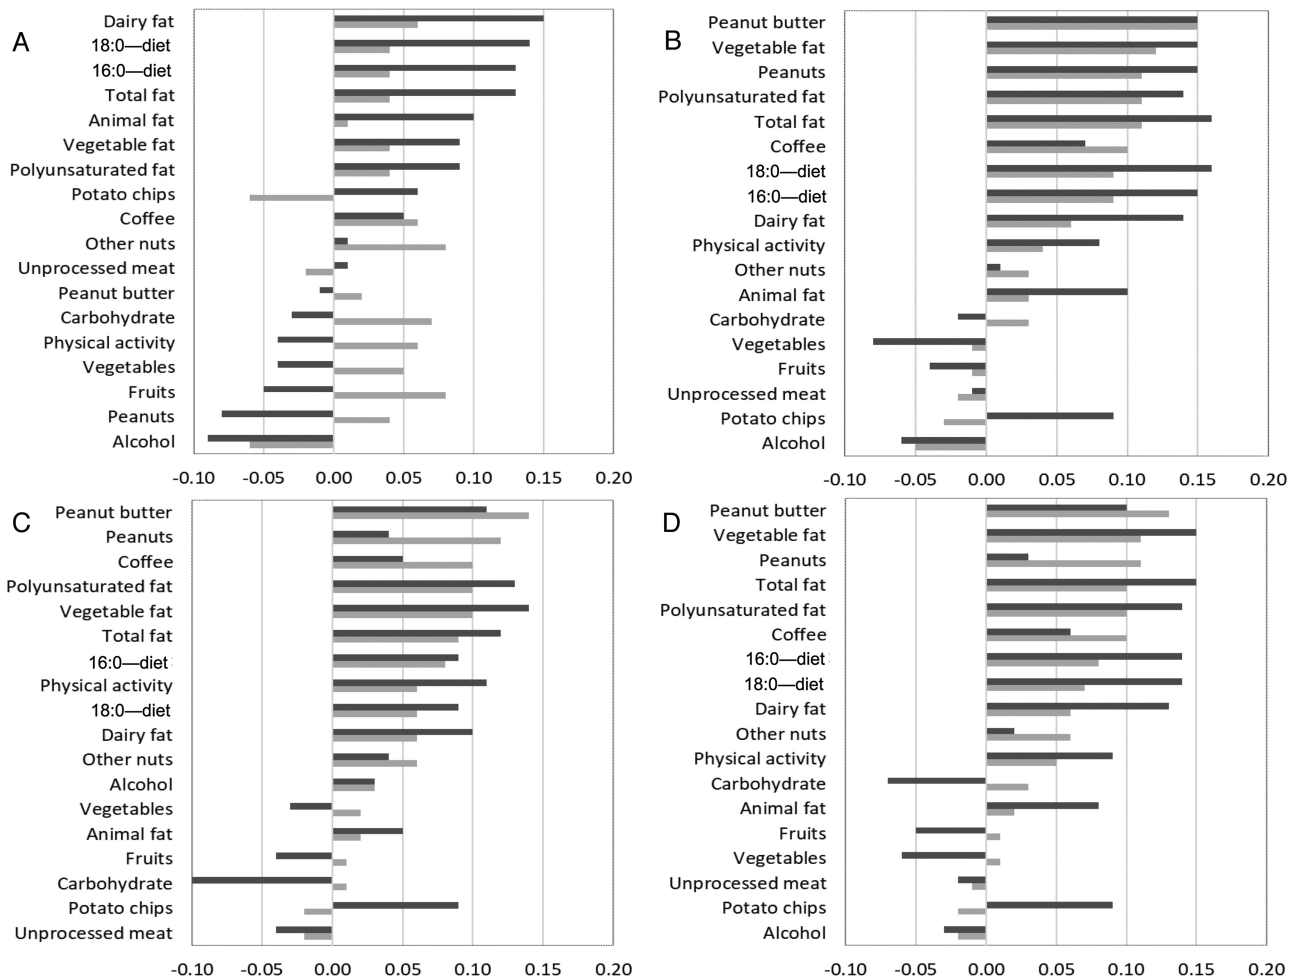 A
Dairy fat
18:0—diet
16:0—diet
Total fat
Animal fat
Vegetable fat
Polyunsaturated fat
Potato chips
Coffee
Other nuts
Unprocessed meat
Peanut butter
Carbohydrate
Physical activity
Vegetables
Fruits
Peanuts
Alcohol
-0.10 -0.05 0.00 0.05 0.10 0.15 0.20
B
Peanut butter
Vegetable fat
Peanuts
Polyunsaturated fat
Total fat
Coffee
18:0—diet
16:0—diet
Dairy fat
Physical activity
Other nuts
Animal fat
Carbohydrate
Vegetables
Fruits
Unprocessed meat
Potato chips
Alcohol
-0.10 -0.05 0.00 0.05 0.10 0.15 0.20
C
Peanut butter
Peanuts
Coffee
Polyunsaturated fat
Vegetable fat
Total fat
16:0—diet
Physical activity
18:0—diet
Dairy fat
Other nuts
Alcohol
Vegetables
Animal fat
Fruits
Carbohydrate
Potato chips
Unprocessed meat
-0.10 -0.05 0.00 0.05 0.10 0.15 0.20
D
Peanut butter
Vegetable fat
Peanuts
Total fat
Polyunsaturated fat
Coffee
16:0—diet
18:0—diet
Dairy fat
Other nuts
Physical activity
Carbohydrate
Animal fat
Fruits
Vegetables
Unprocessed meat
Potato chips
Alcohol
-0.10 -0.05 0.00 0.05 0.10 0.15 0.20